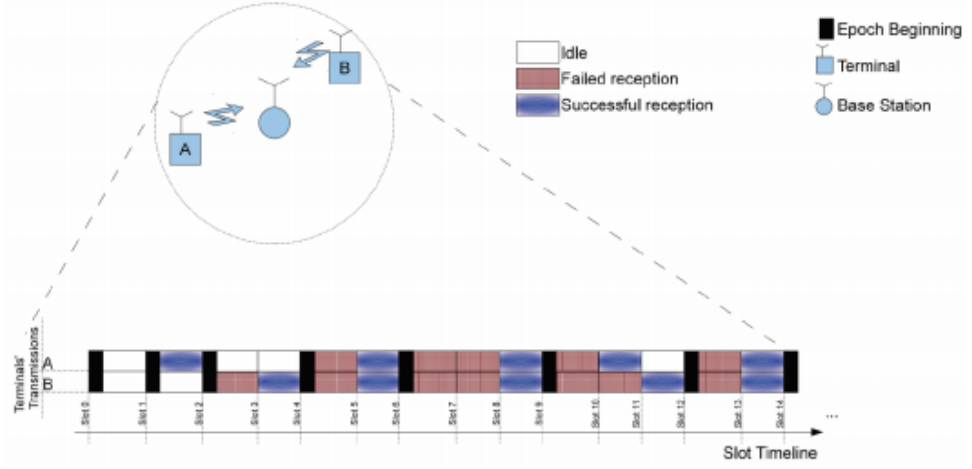 Epoch Beginning
Idle
B
Terminal
Failed reception
Successful reception
Base Station
A
Terminals'
Transmissions
A
B
Slot 0
Slot 1
Slot 2
Slot 3
Slot 4
Slot 5
Slot 6
Slot 7
Slot 8
Slot 9
Slot 10
Slot 11
Slot 12
Slot 13
Slot 14
...
Slot Timeline